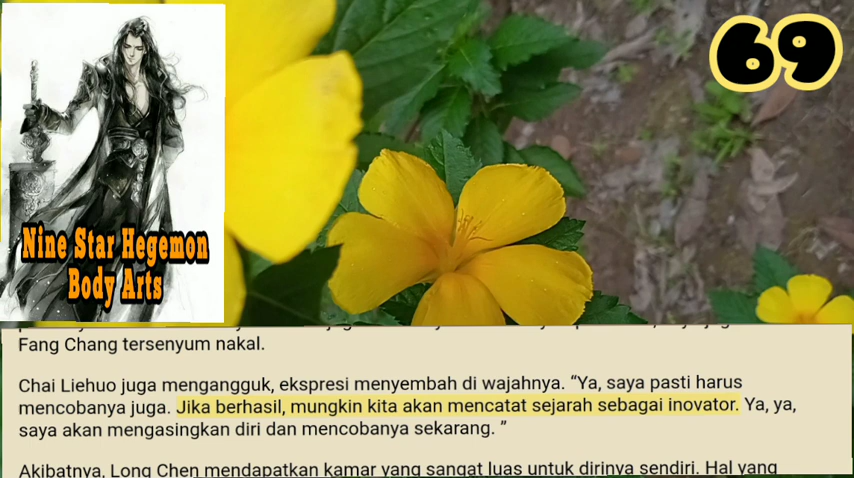 69
Nine Star Hegemon
Body Arts
Fang Chang tersenyum nakal.
Chai Liehuo juga mengangguk, ekspresi menyembah di wajahnya. “Ya, saya pasti harus
mencobanya juga. Jika berhasil, mungkin kita akan mencatat sejarah sebagai inovator. Ya, ya,
saya akan mengasingkan diri dan mencobanya sekarang. ”
Akibatnya, Long Chen mendapatkan kamar yang sangat luas untuk dirinya sendiri. Hal yang